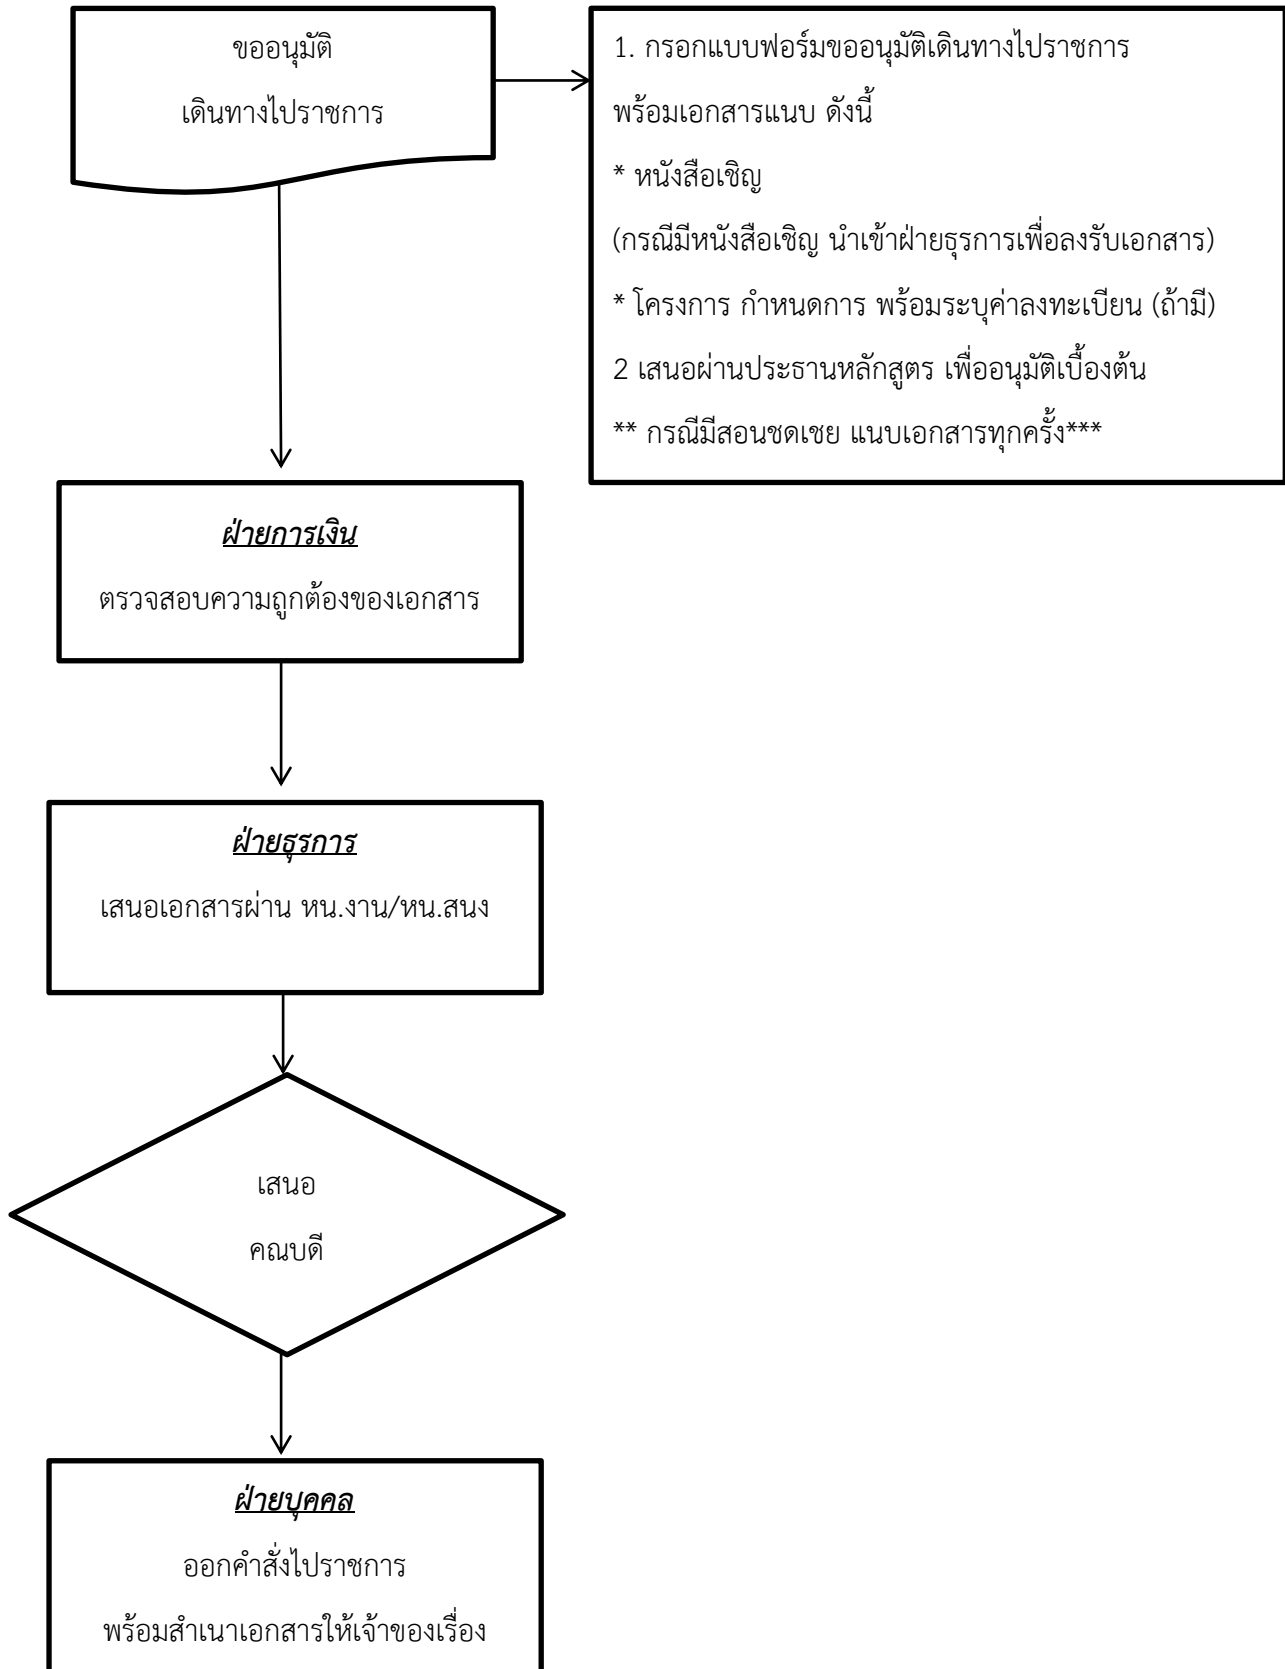 ขออนุมัติ
เดินทางไปราชการ
1. กรอกแบบฟอร์มขออนุมัติเดินทางไปราชการ
พร้อมเอกสารแนบ ดังนี้
* หนังสือเชิญ
(กรณีมีหนังสือเชิญ นำเข้าฝ่ายธุรการเพื่อลงรับเอกสาร)
* โครงการ กำหนดการ พร้อมระบุค่าลงทะเบียน (ถ้ามี)
2 เสนอผ่านประธานหลักสูตร เพื่ออนุมัติเบื้องต้น
** กรณีมีสอนชดเชย แนบเอกสารทุกครั้ง***
ฝ่ายการเงิน
ตรวจสอบความถูกต้องของเอกสาร
ฝ่ายธุรการ
เสนอเอกสารผ่าน หน.งาน/หน.สนง
เสนอ
คณบดี
ฝ่ายบุคคล
ออกคำสั่งไปราชการ
พร้อมสำเนาเอกสารให้เจ้าของเรื่อง